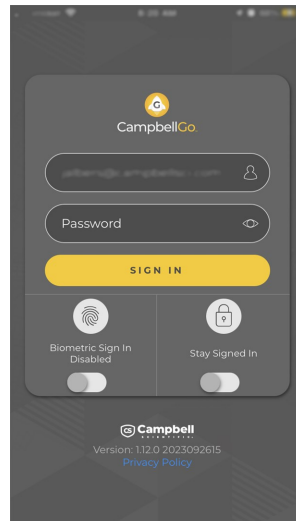 CampbellGo.
Password
SIGN IN
Biometric Sign In
Disabled
Stay Signed In
Campbell
SCIENTIFIC
Version: 1.12.0 2023092615
Privacy Policy